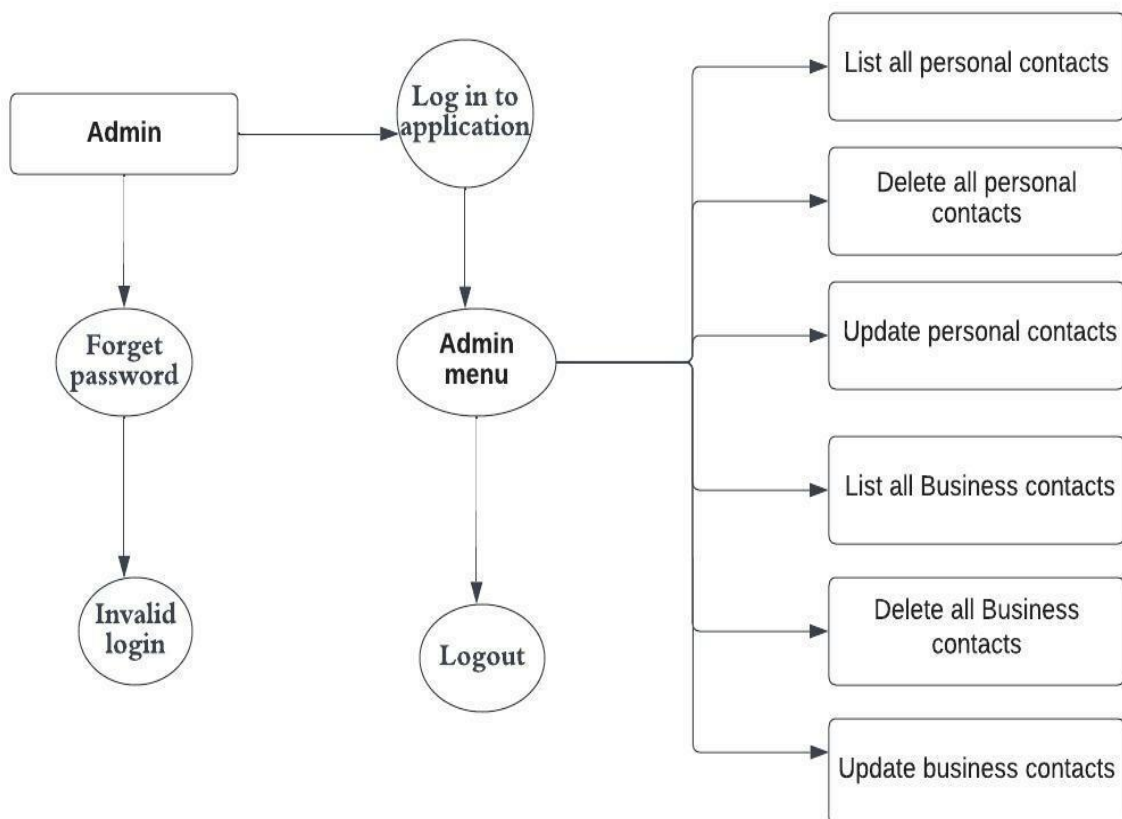 Admin
Log in to
application
Forget
password
Admin
menu
Invalid
login
Logout
List all personal contacts
Delete all personal
contacts
Update personal contacts
List all Business contacts
Delete all Business
contacts
Update business contacts